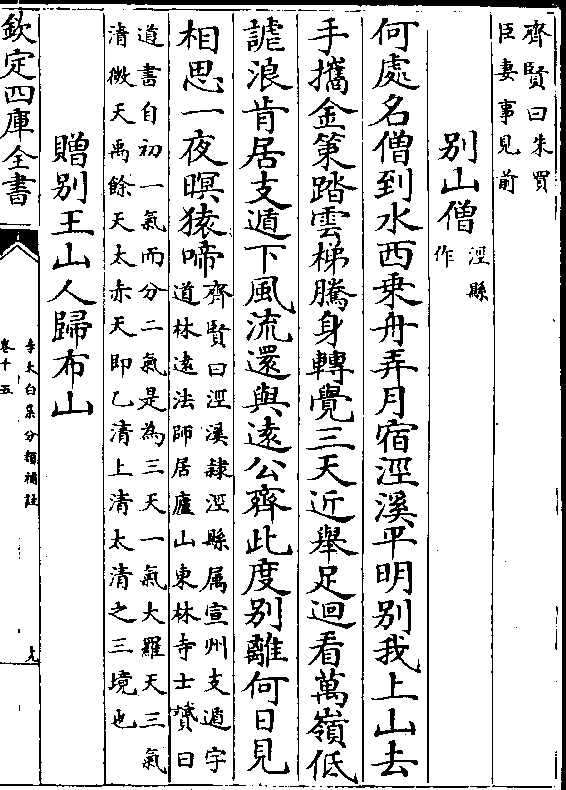 齊賢曰朱買
臣妻事見前
别山僧 涇縣
作
何處名僧到水西乗舟弄月宿涇溪平明别我上山去
手攜金策踏雲梯騰身轉覺三天近舉足迴看萬嶺低
謔浪肯居支遁下風流還與逺公齊此度别離何日見
相思一夜暝猿啼
齊賢曰涇溪隷涇縣属宣州支遁字
道林逺法師居廬山東林寺士贇曰
道書自初一氣而分二氣是為三天一氣大羅天三氣
清微天禹餘天太赤天即乙清上清太清之三境也
贈别王山人歸布山
欽定四庫全書
李太白集分類補註
卷十五
九